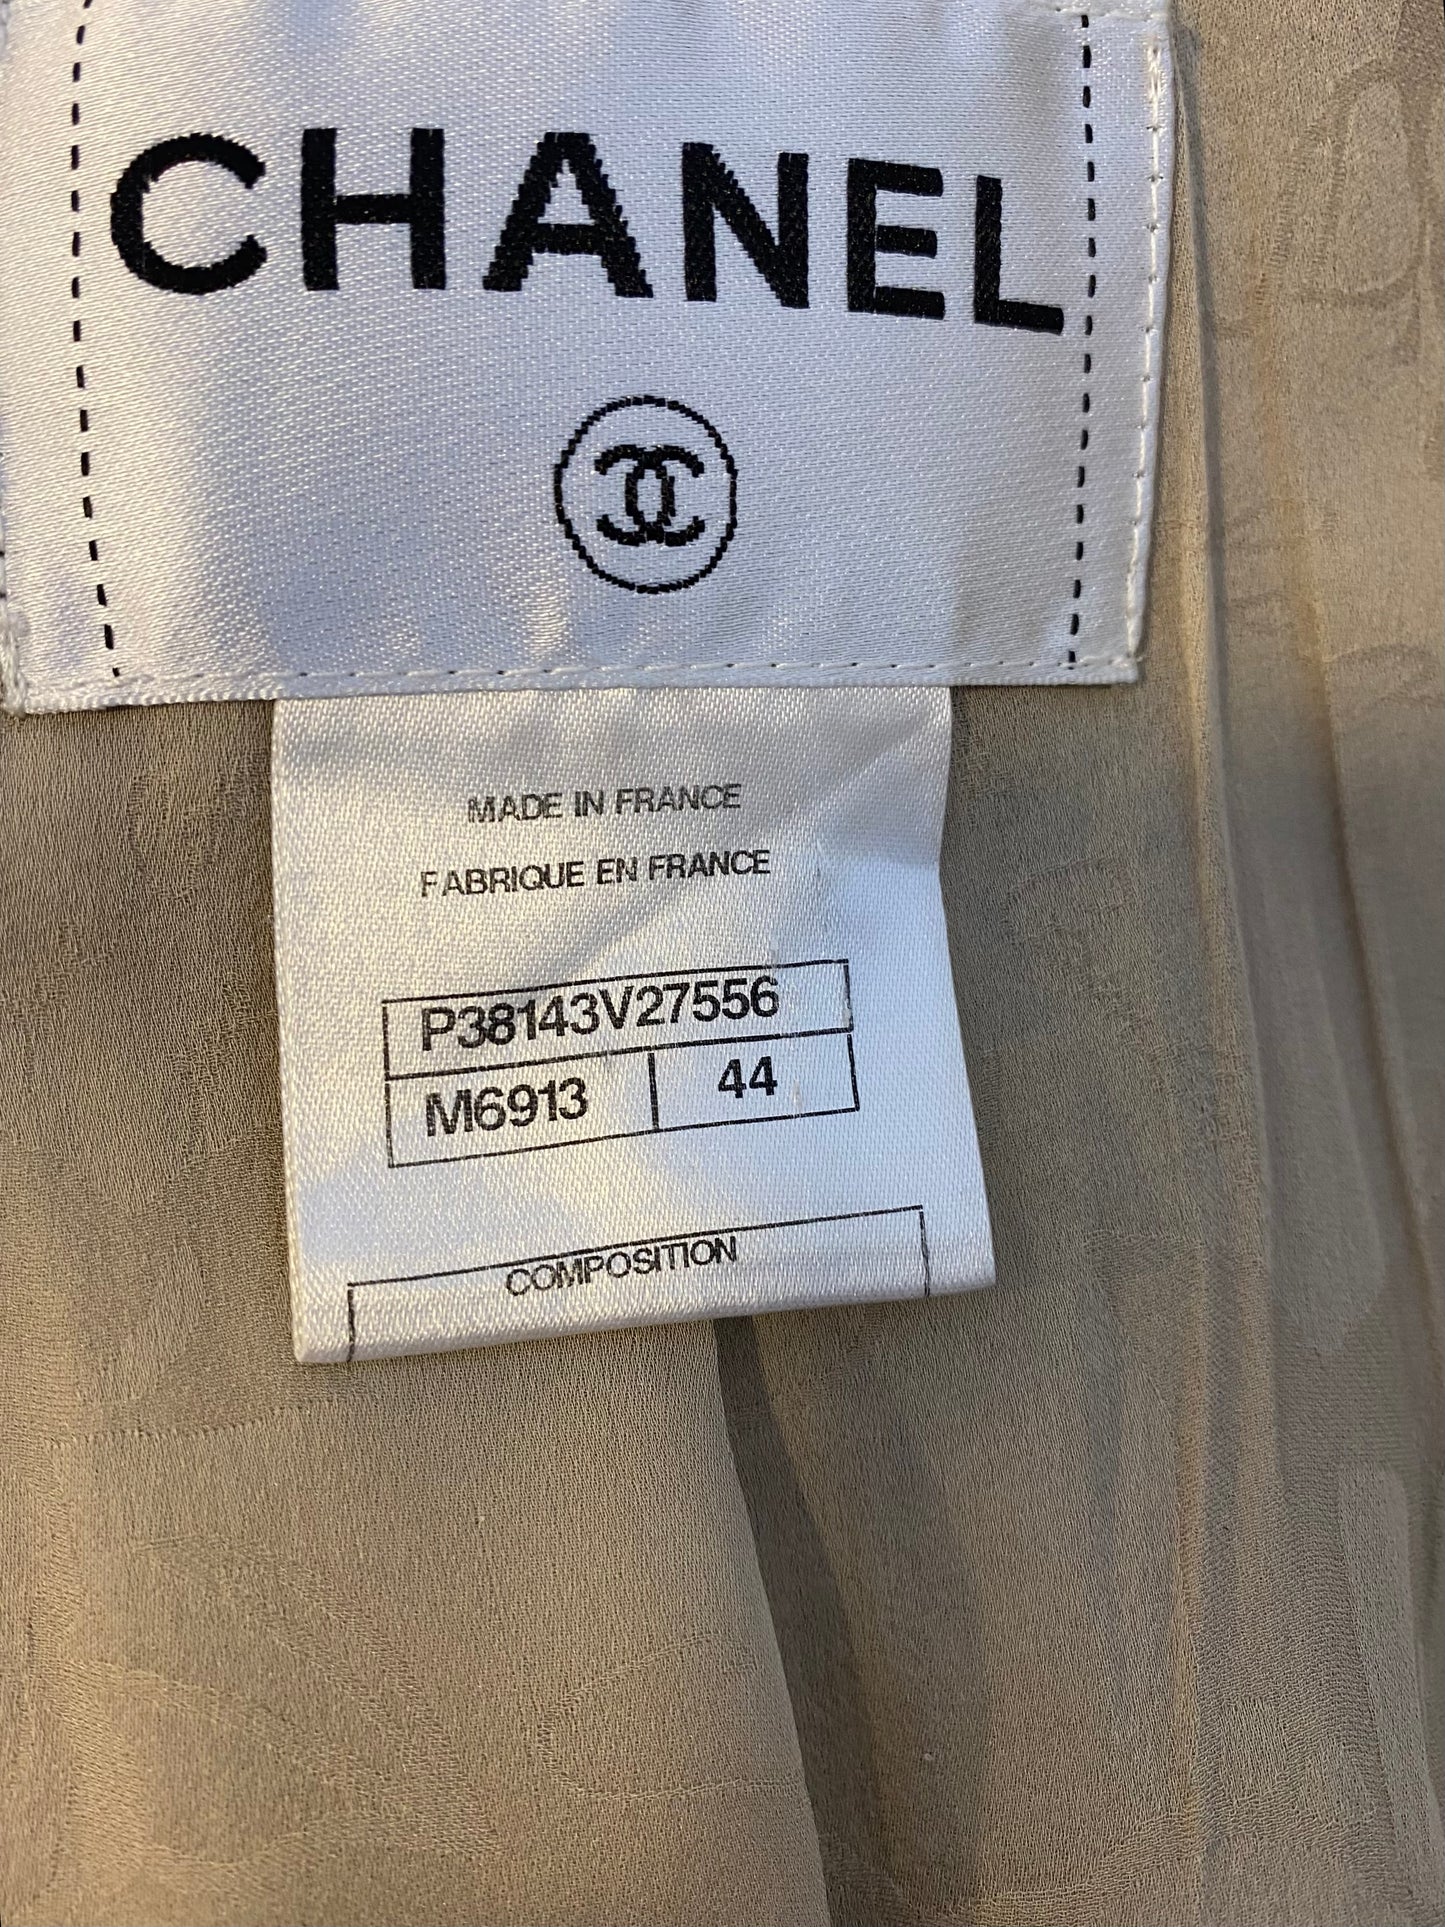 CHANEL
MADE IN FRANCE
FABRIQUE EN FRANCE
P38143V27556
M6913 44
COMPOSITION